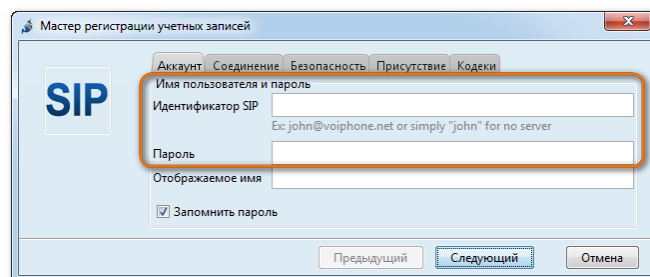 Мастер регистрации учетных записей
SIP
Аккаунт Соединение Безопасность Присутствие Кодеки
Имя пользователя и пароль
Идентификатор SIP
Ex: john@voiphone.net or simply "john" for no server
Пароль
Отображаемое имя
Запомнить пароль
Предыдущий Следующий Отмена